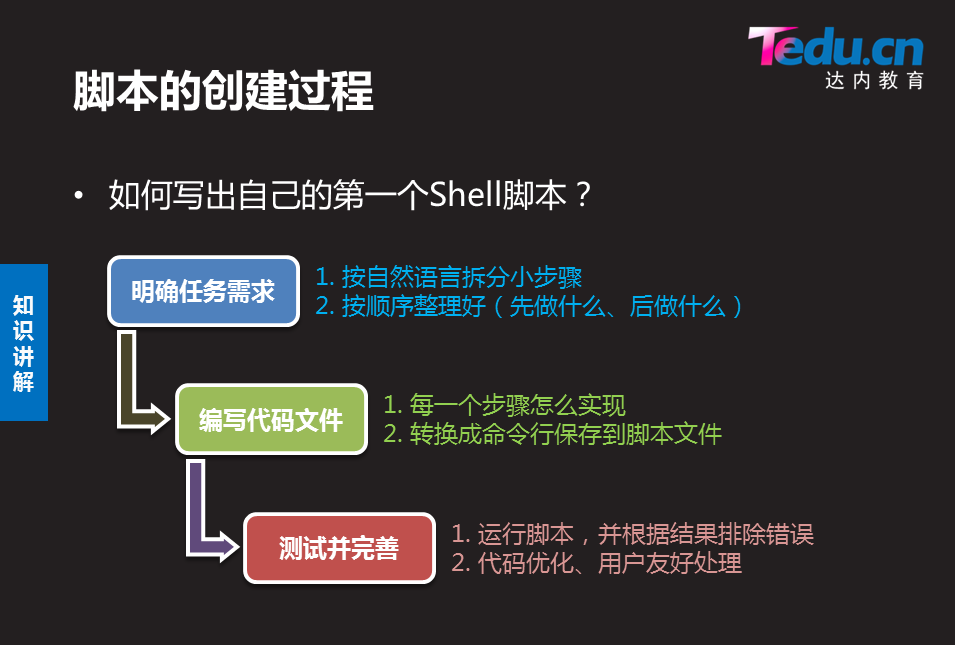 Tedu.cn
达内教育
脚本的创建过程
• 如何写出自己的第一个Shell脚本？
知识讲解
明确任务需求
1. 按自然语言拆分小步骤
2. 按顺序整理好（先做什么、后做什么）
编写代码文件
1. 每一个步骤怎么实现
2. 转换成命令行保存到脚本文件
测试并完善
1. 运行脚本，并根据结果排除错误
2. 代码优化、用户友好处理